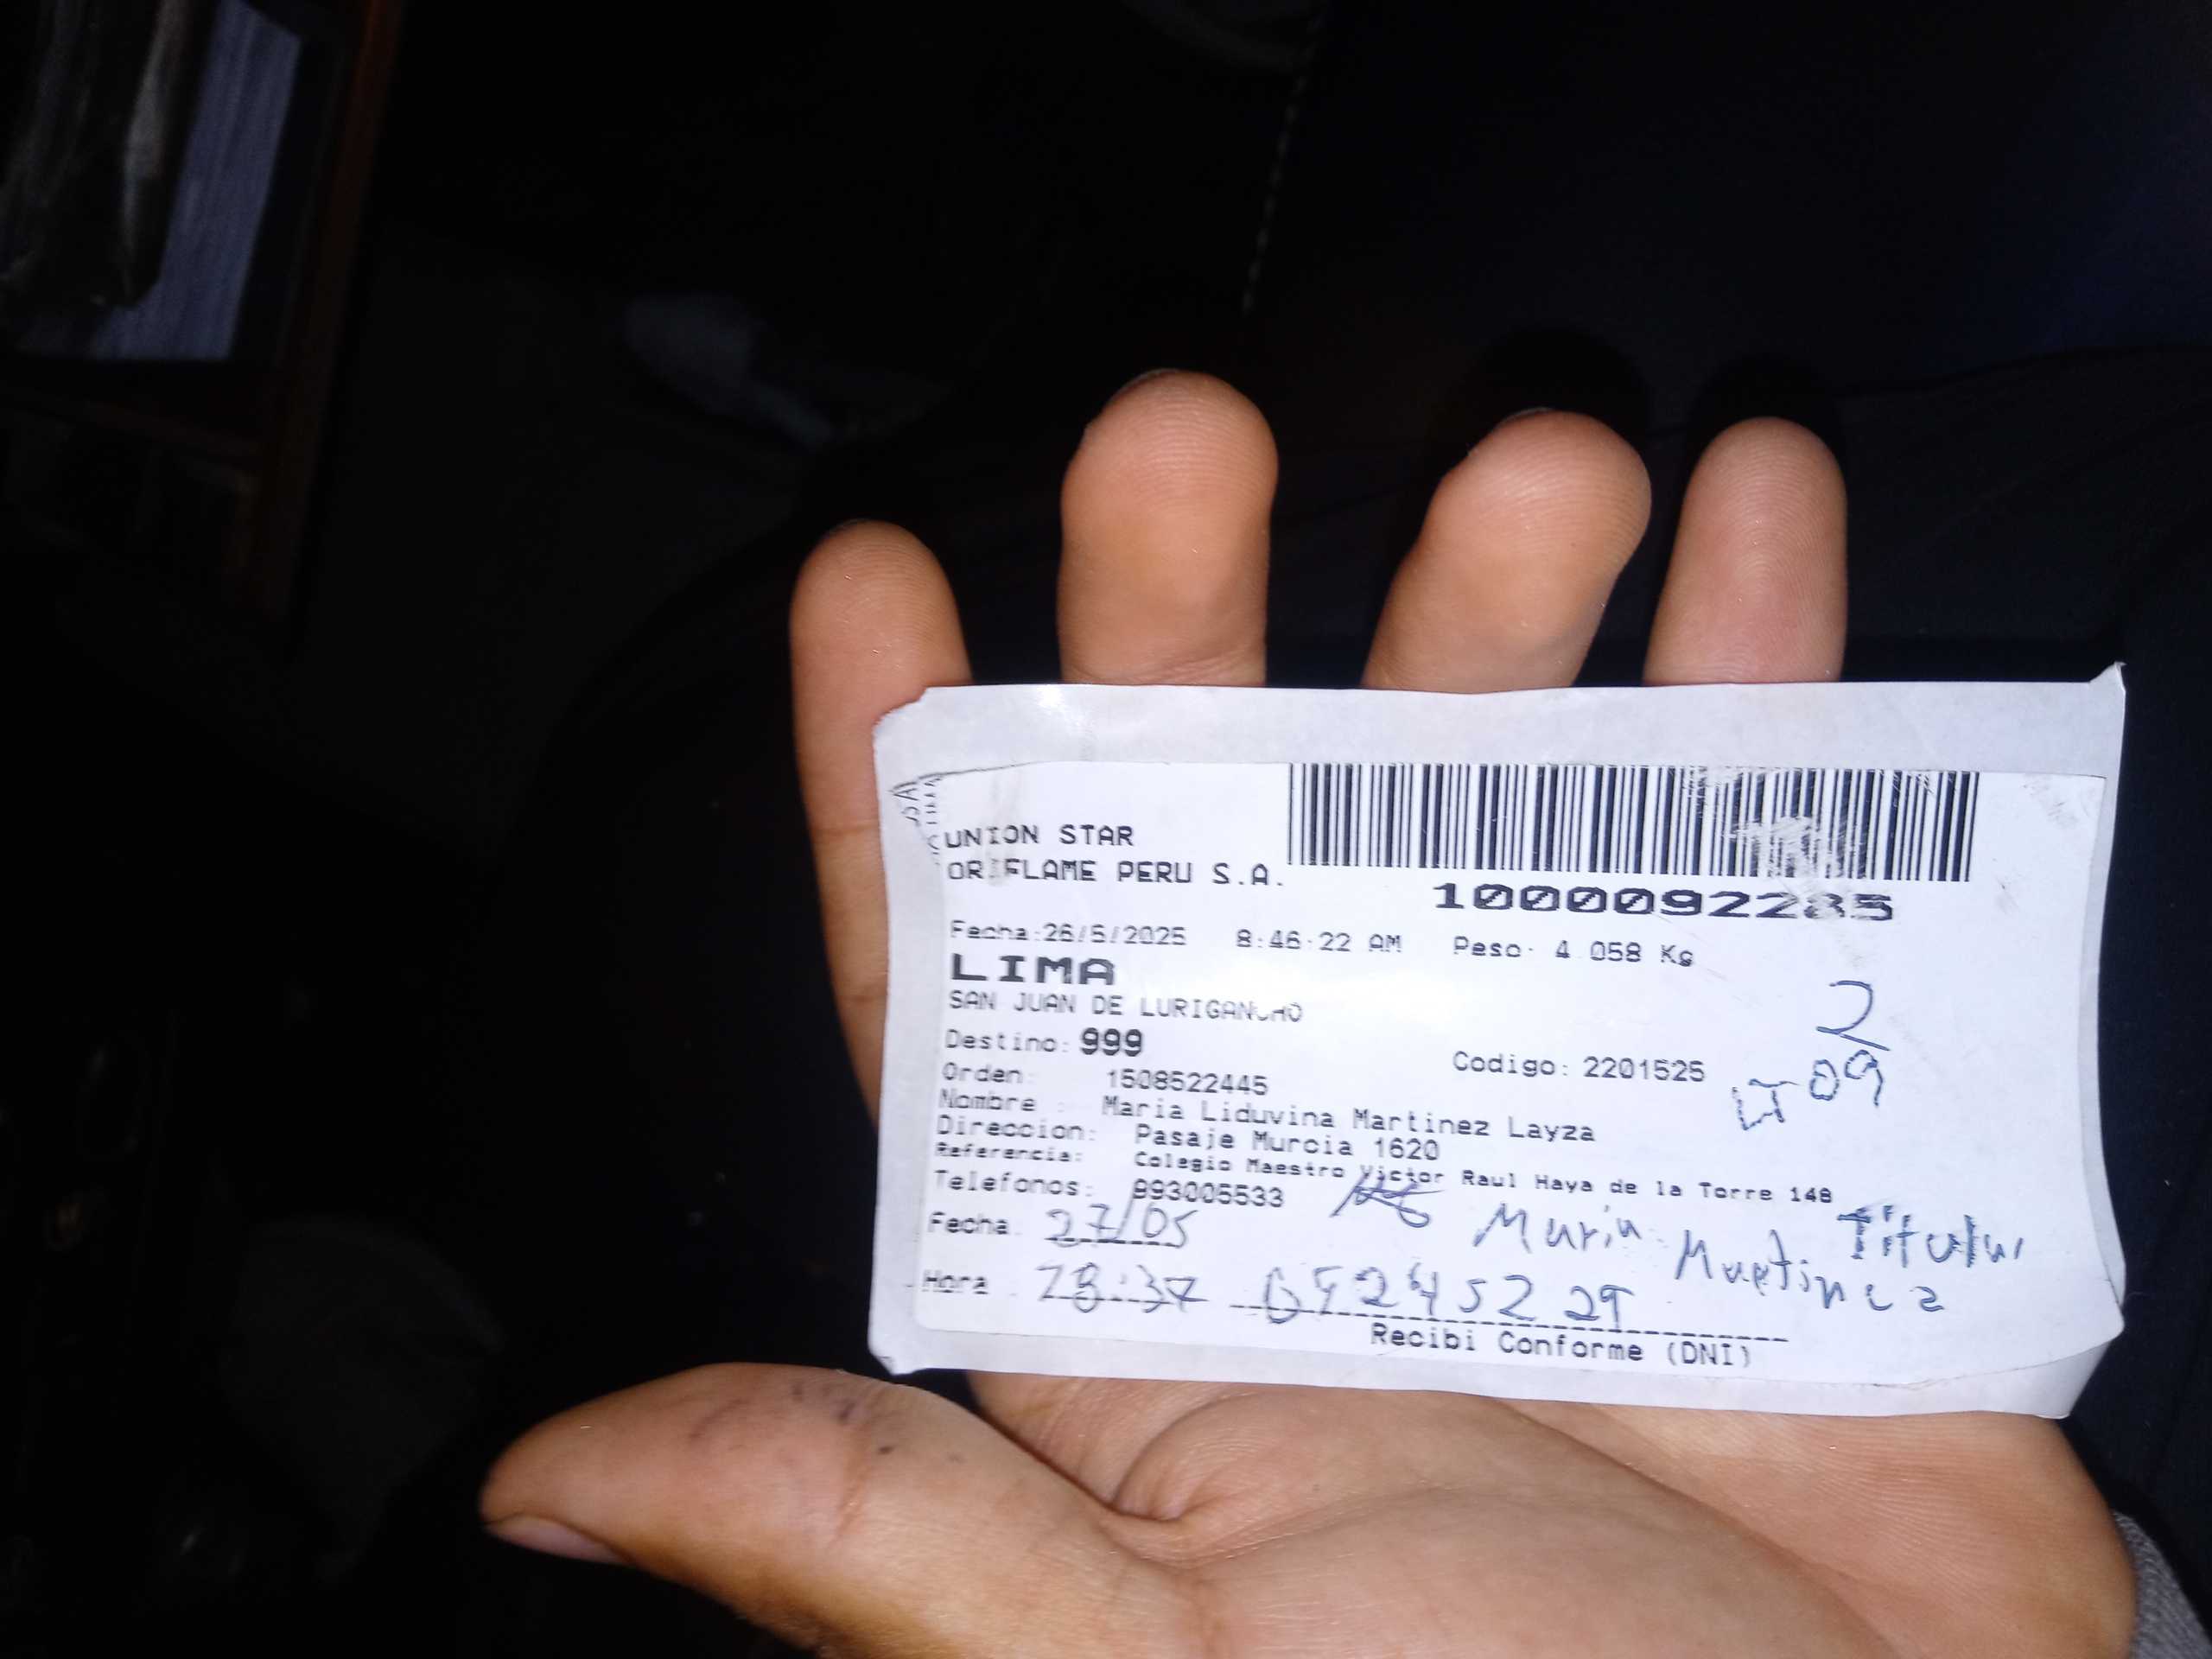 UNION STAR
ORIFLAME PERU S.A.
1000092285
Fecha:26/5/2025 8:46:22 AM Peso: 4.058 Kg
LIMA
SAN JUAN DE LURIGANCHO
2
Destino: 999
Codigo: 2201525
LT-09
Orden: 1508522445
Nombre : Maria Liduvina Martinez Layza
Direccion: Pasaje Murcia 1620
Referencia: Colegio Maestro Victor Raul Haya de la Torre 148
Telefonos: 993005533
Fecha: 27/05
Maria Martinez Titular
Hora :
Recibi Conforme (DNI)